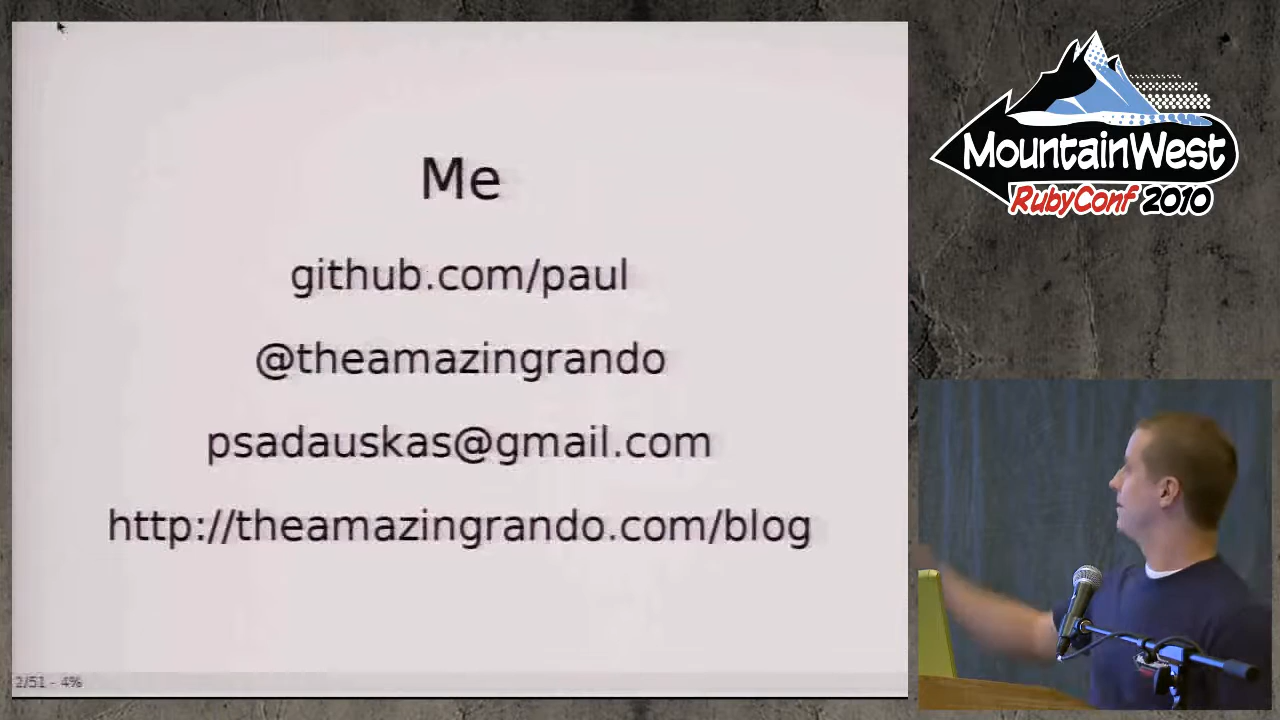 Me
github.com/paul
@theamazingrando
psadauskas@gmail.com
http://theamazingrando.com/blog
2/51 - 4%
MountainWest
RubyConf 2010